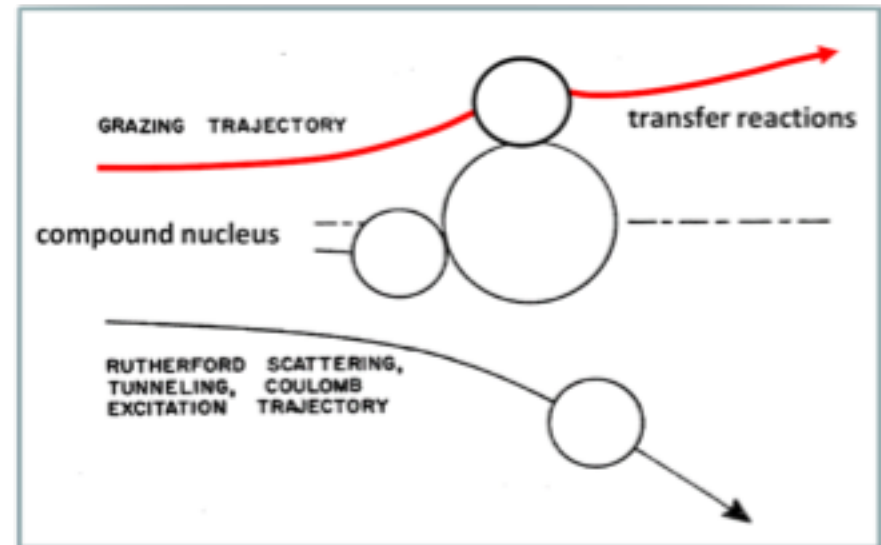 GRAZING TRAJECTORY
transfer reactions
compound nucleus
RUTHERFORD SCATTERING,
TUNNELING, COULOMB
EXCITATION TRAJECTORY